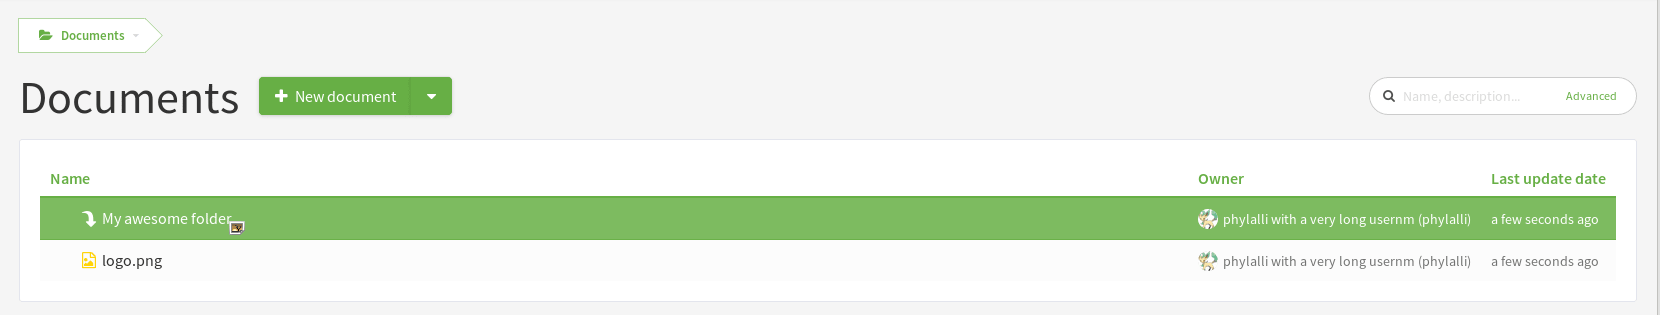 Documents
Documents New document Name, description... Advanced
Name Owner Last update date
My awesome folder phylalli with a very long usernm (phylalli) a few seconds ago
logo.png phylalli with a very long usernm (phylalli) a few seconds ago